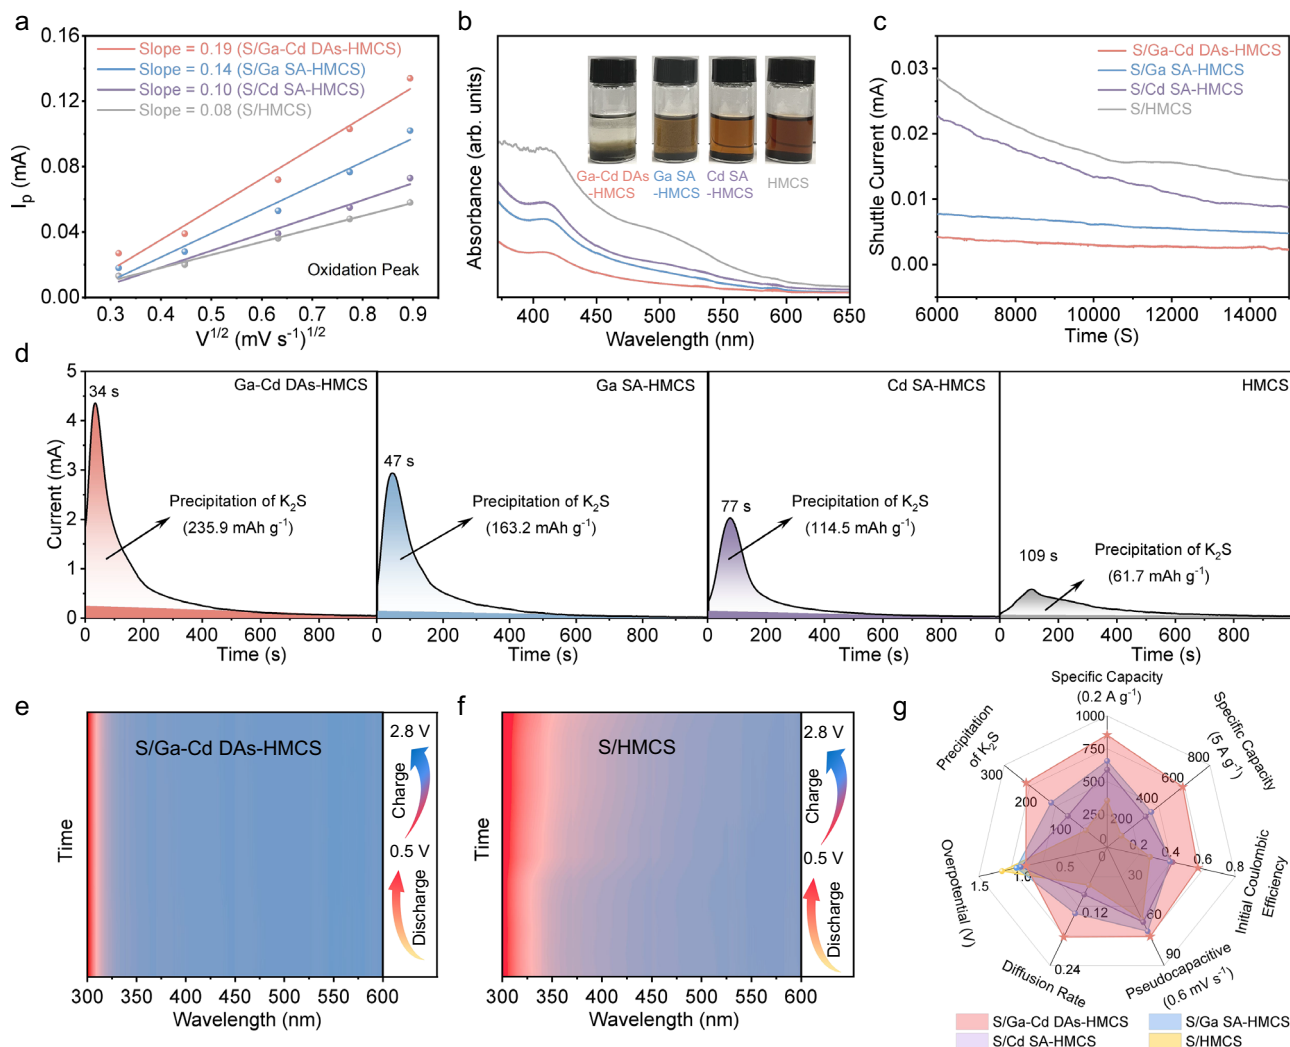 a
0.16
0.12
0.08
0.04
0.00
I_p (mA)
Slope = 0.19 (S/Ga-Cd DAs-HMCS)
Slope = 0.14 (S/Ga SA-HMCS)
Slope = 0.10 (S/Cd SA-HMCS)
Slope = 0.08 (S/HMCS)
Oxidation Peak
0.3 0.4 0.5 0.6 0.7 0.8 0.9
V^1/2 (mV s^-1)^1/2
b
Absorbance (arb. units)
Ga-Cd DAs
-HMCS
Ga SA
-HMCS
Cd SA
-HMCS
HMCS
400 450 500 550 600 650
Wavelength (nm)
c
0.03
0.02
0.01
0.00
Shuttle Current (mA)
S/Ga-Cd DAs-HMCS
S/Ga SA-HMCS
S/Cd SA-HMCS
S/HMCS
6000 8000 10000 12000 14000
Time (S)
d
5
4
3
2
1
0
Current (mA)
Ga-Cd DAs-HMCS
34 s
Precipitation of K₂S
(235.9 mAh g⁻¹)
0 200 400 600 800
Time (s)
Ga SA-HMCS
47 s
Precipitation of K₂S
(163.2 mAh g⁻¹)
0 200 400 600 800
Time (s)
Cd SA-HMCS
77 s
Precipitation of K₂S
(114.5 mAh g⁻¹)
0 200 400 600 800
Time (s)
HMCS
109 s
Precipitation of K₂S
(61.7 mAh g⁻¹)
0 200 400 600 800
Time (s)
e
S/Ga-Cd DAs-HMCS
Time
300 350 400 450 500 550 600
Wavelength (nm)
2.8 V
Charge
0.5 V
Discharge
f
S/HMCS
Time
300 350 400 450 500 550 600
Wavelength (nm)
2.8 V
Charge
0.5 V
Discharge
g
Specific Capacity
(0.2 A g⁻¹)
1000
750
500
250
0
Specific Capacity
(5 A g⁻¹)
800
600
400
200
Initial Coulombic
Efficiency
0.2
0.4
0.6
0.8
Pseudocapacitive
(0.6 mV s⁻¹)
30
60
90
Diffusion Rate
0
0.12
0.24
Overpotential (V)
0.5
1.0
1.5
Precipitation
of K₂S
100
200
300
S/Ga-Cd DAs-HMCS
S/Ga SA-HMCS
S/Cd SA-HMCS
S/HMCS